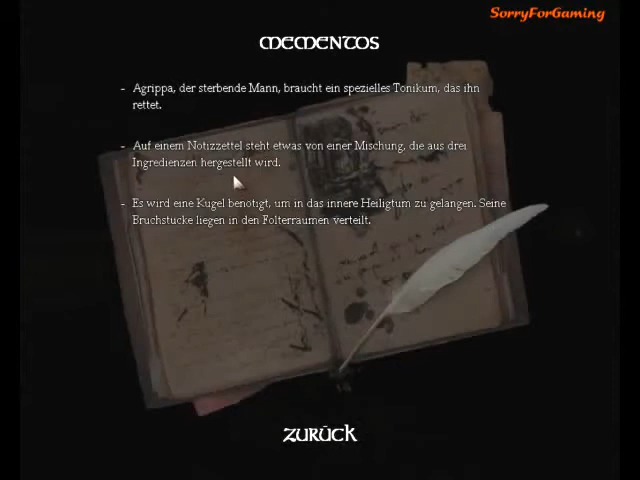 SorryForGaming
MEMENTOS
- Agrippa, der sterbende Mann, braucht ein spezielles Tonikum, das ihn
rettet.
- Auf einem Notizzettel steht etwas von einer Mischung, die aus drei
Ingredienzen hergestellt wird.
- Es wird eine Kugel benötigt, um in das innere Heiligtum zu gelangen. Seine
Bruchstücke liegen in den Folterräumen verteilt.
ZURÜCK